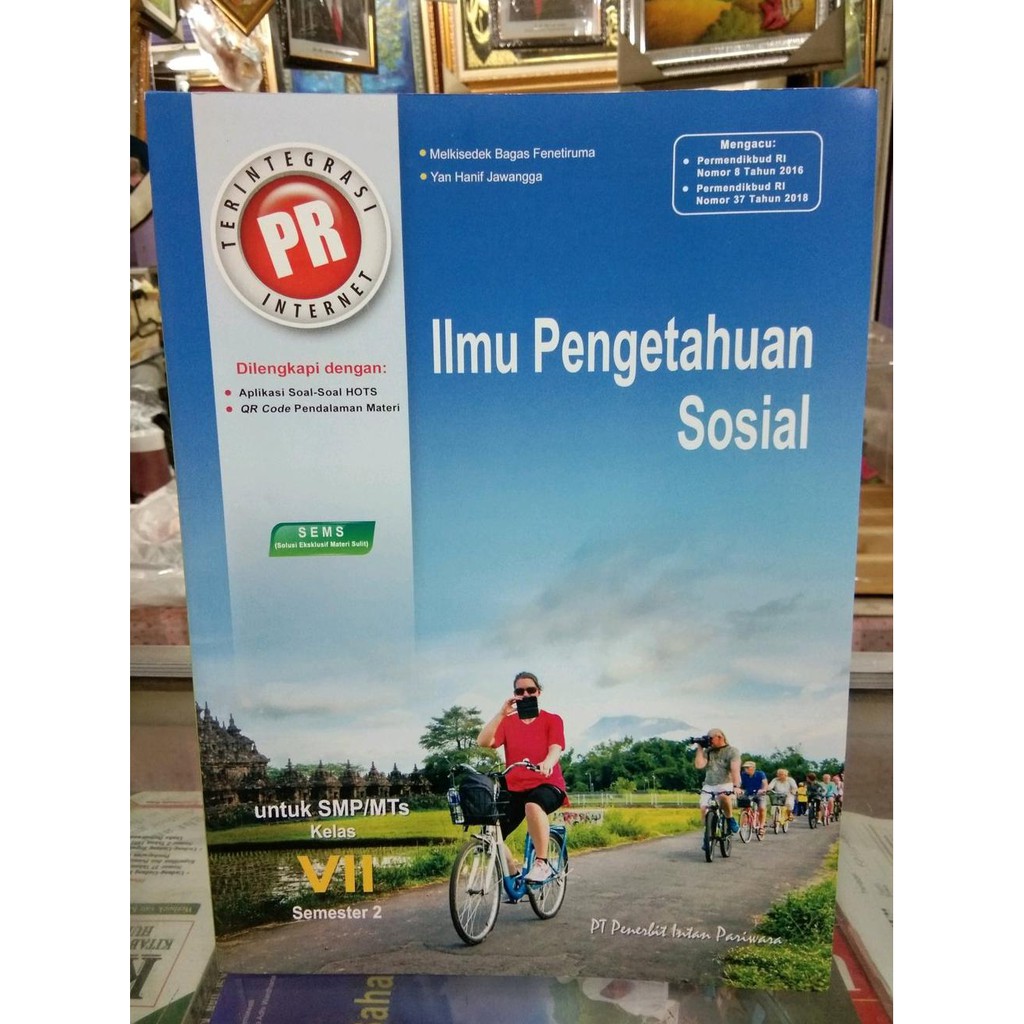 TERINTEGRASI
PR
INTERNET
Dilengkapi dengan:
• Aplikasi Soal-Soal HOTS
• QR Code Pendalaman Materi
SEMS
(Solusi Eksklusif Materi Sulit)
• Melkisedek Bagas Fenetiruma
• Yan Hanif Jawangga
Mengacu:
• Permendikbud RI
Nomor 8 Tahun 2016
• Permendikbud RI
Nomor 37 Tahun 2018
Ilmu Pengetahuan
Sosial
untuk SMP/MTs
Kelas
VII
Semester 2
PT Penerbit Intan Pariwara